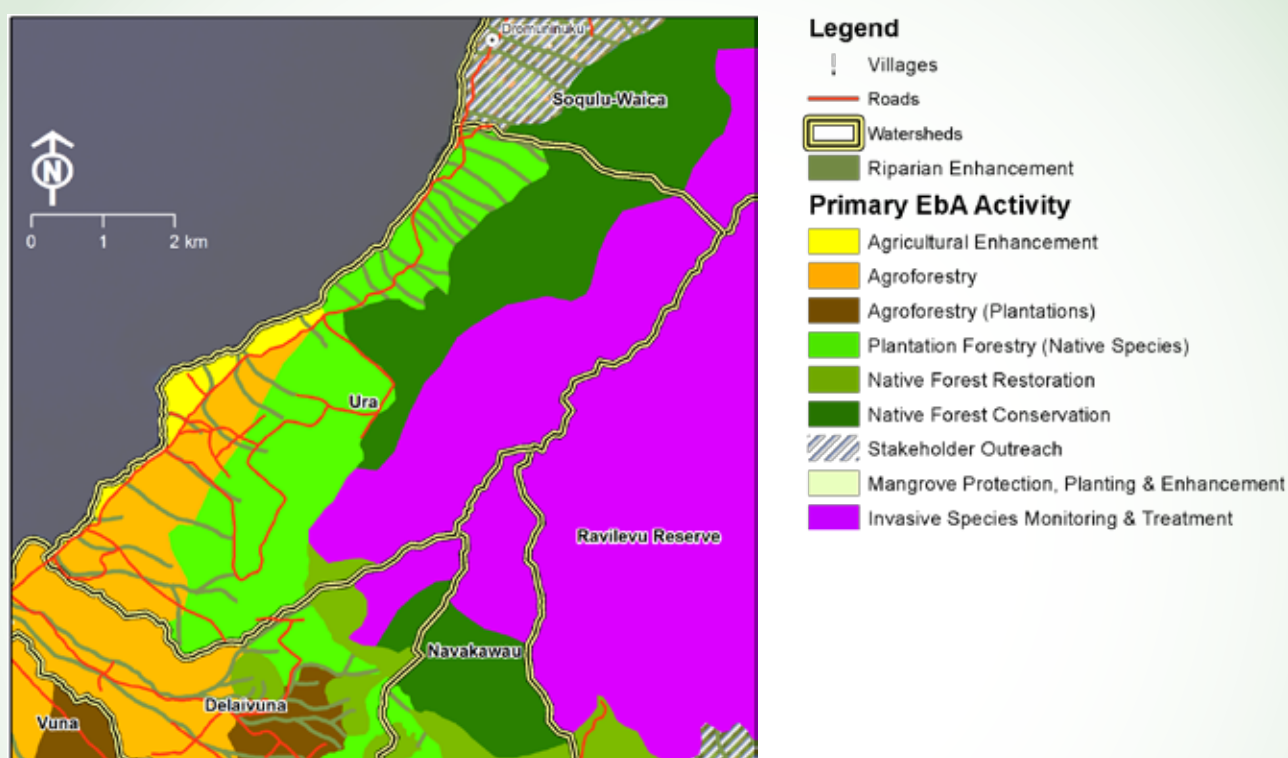 Dromuninuku
Soqulu-Waica
N
0 1 2 km
Ura
Ravilevu Reserve
Navakawau
Delaivuna
Vuna
Legend
Villages
Roads
Watersheds
Riparian Enhancement
Primary EbA Activity
Agricultural Enhancement
Agroforestry
Agroforestry (Plantations)
Plantation Forestry (Native Species)
Native Forest Restoration
Native Forest Conservation
Stakeholder Outreach
Mangrove Protection, Planting & Enhancement
Invasive Species Monitoring & Treatment